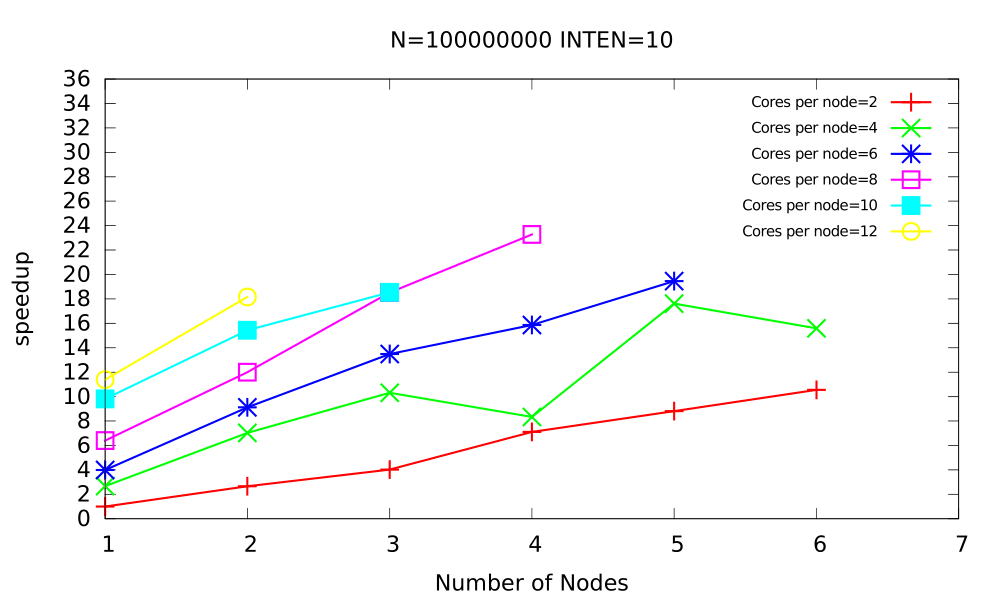 N=100000000 INTEN=10
36
34
32
30
28
26
24
22
20
18
16
14
12
10
8
6
4
2
0
speedup
Cores per node=2
Cores per node=4
Cores per node=6
Cores per node=8
Cores per node=10
Cores per node=12
1 2 3 4 5 6 7
Number of Nodes